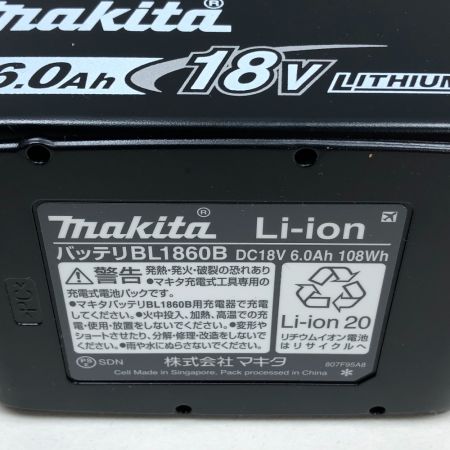 makita®
6.0Ah 18V LITHIUM
makita® Li-ion
バッテリBL1860B DC18V 6.0Ah 108Wh
警告 発熱・発火・破裂の恐れあり
●マキタ充電式工具専用の
充電式電池パックです。
●マキタバッテリBL1860B用充電器で充電
してください。●火中投入、加熱、高温での充
電・使用・放置をしないでください。●変形や
ショートさせたり、分解・修理・改造をしないで
ください。●雨や水にぬらさないでください。
Li-ion 20
リチウムイオン電池
はリサイクルへ
PS E SDN 株式会社マキタ
Cell Made in Singapore, Pack processed in China
807F95A8
>PC<